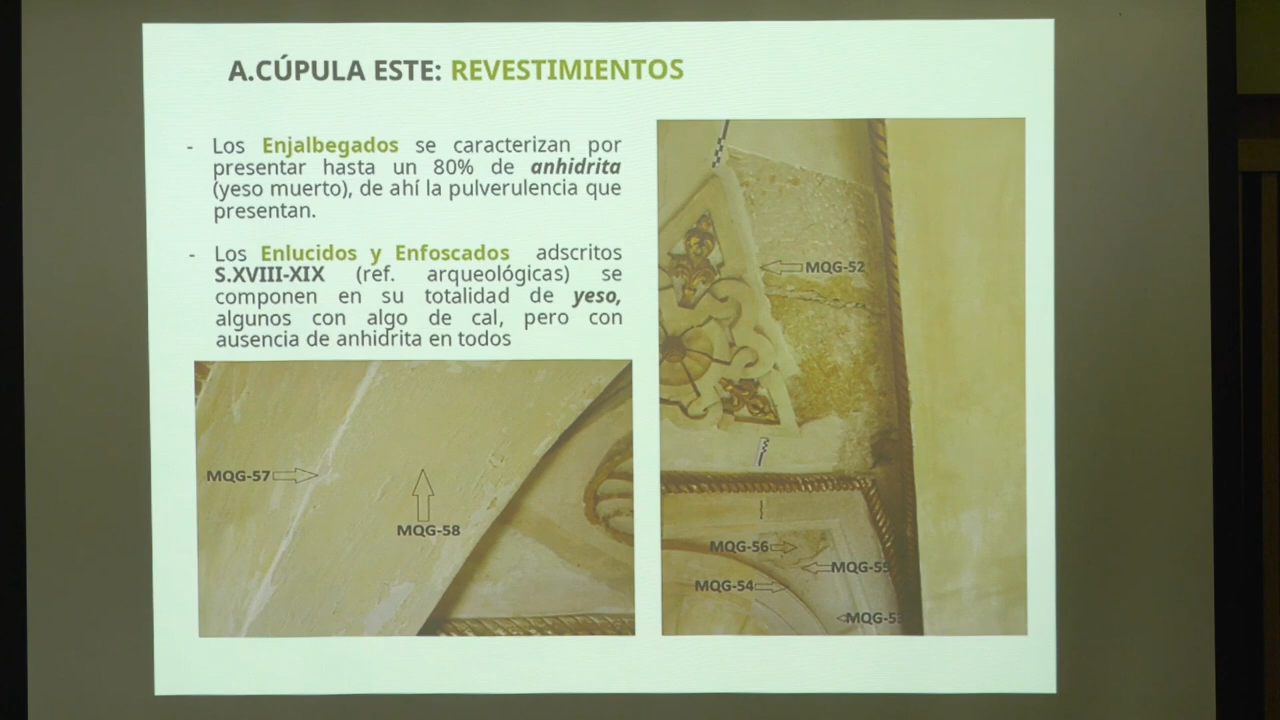 A.CÚPULA ESTE: REVESTIMIENTOS
- Los Enjalbegados se caracterizan por
presentar hasta un 80% de anhidrita
(yeso muerto), de ahí la pulverulencia que
presentan.
- Los Enlucidos y Enfoscados adscritos
S.XVIII-XIX (ref. arqueológicas) se
componen en su totalidad de yeso,
algunos con algo de cal, pero con
ausencia de anhidrita en todos
MQG-57
MQG-58
MQG-52
MQG-56
MQG-55
MQG-54
MQG-53